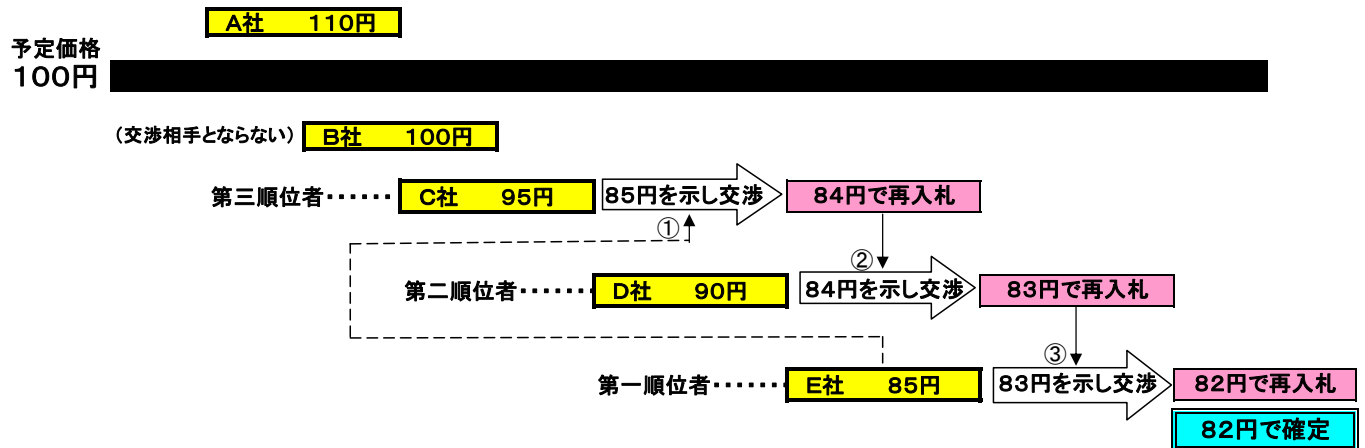 A社 110円
予定価格
100円
(交渉相手とならない) B社 100円
第三順位者・・・・・・ C社 95円 85円を示し交渉 84円で再入札
① 
②
第二順位者・・・・・・・ D社 90円 84円を示し交渉 83円で再入札
③
第一順位者・・・・・・・ E社 85円 83円を示し交渉 82円で再入札
82円で確定